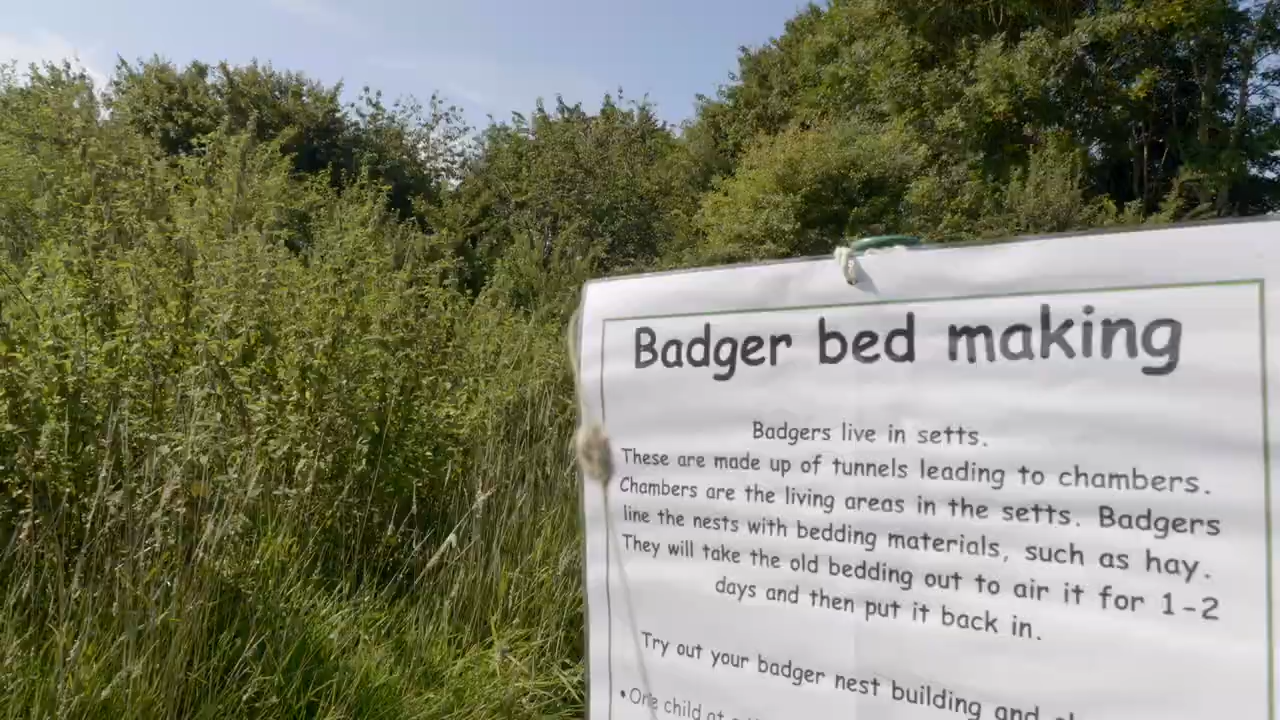 Badger bed making
Badgers live in setts.
These are made up of tunnels leading to chambers.
Chambers are the living areas in the setts. Badgers
line the nests with bedding materials, such as hay.
They will take the old bedding out to air it for 1-2
days and then put it back in.
Try out your badger nest building and
•One child at a